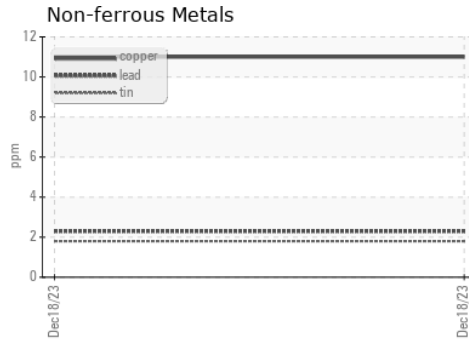 Non-ferrous Metals
12
10
8
6
4
2
0
ppm
copper
lead
tin
Dec18/23
Dec18/23